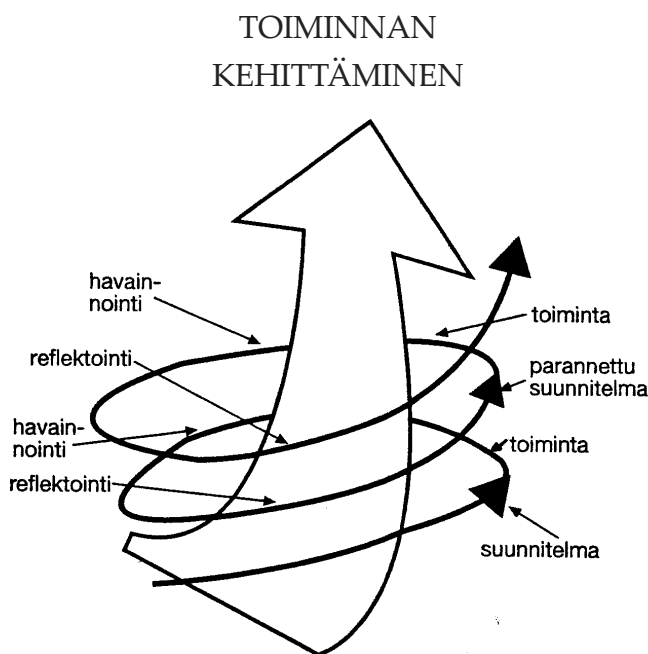 TOIMINNAN
KEHITTÄMINEN
havain-
nointi
toiminta
reflektointi
parannettu
suunnitelma
havain-
nointi
toiminta
reflektointi
suunnitelma